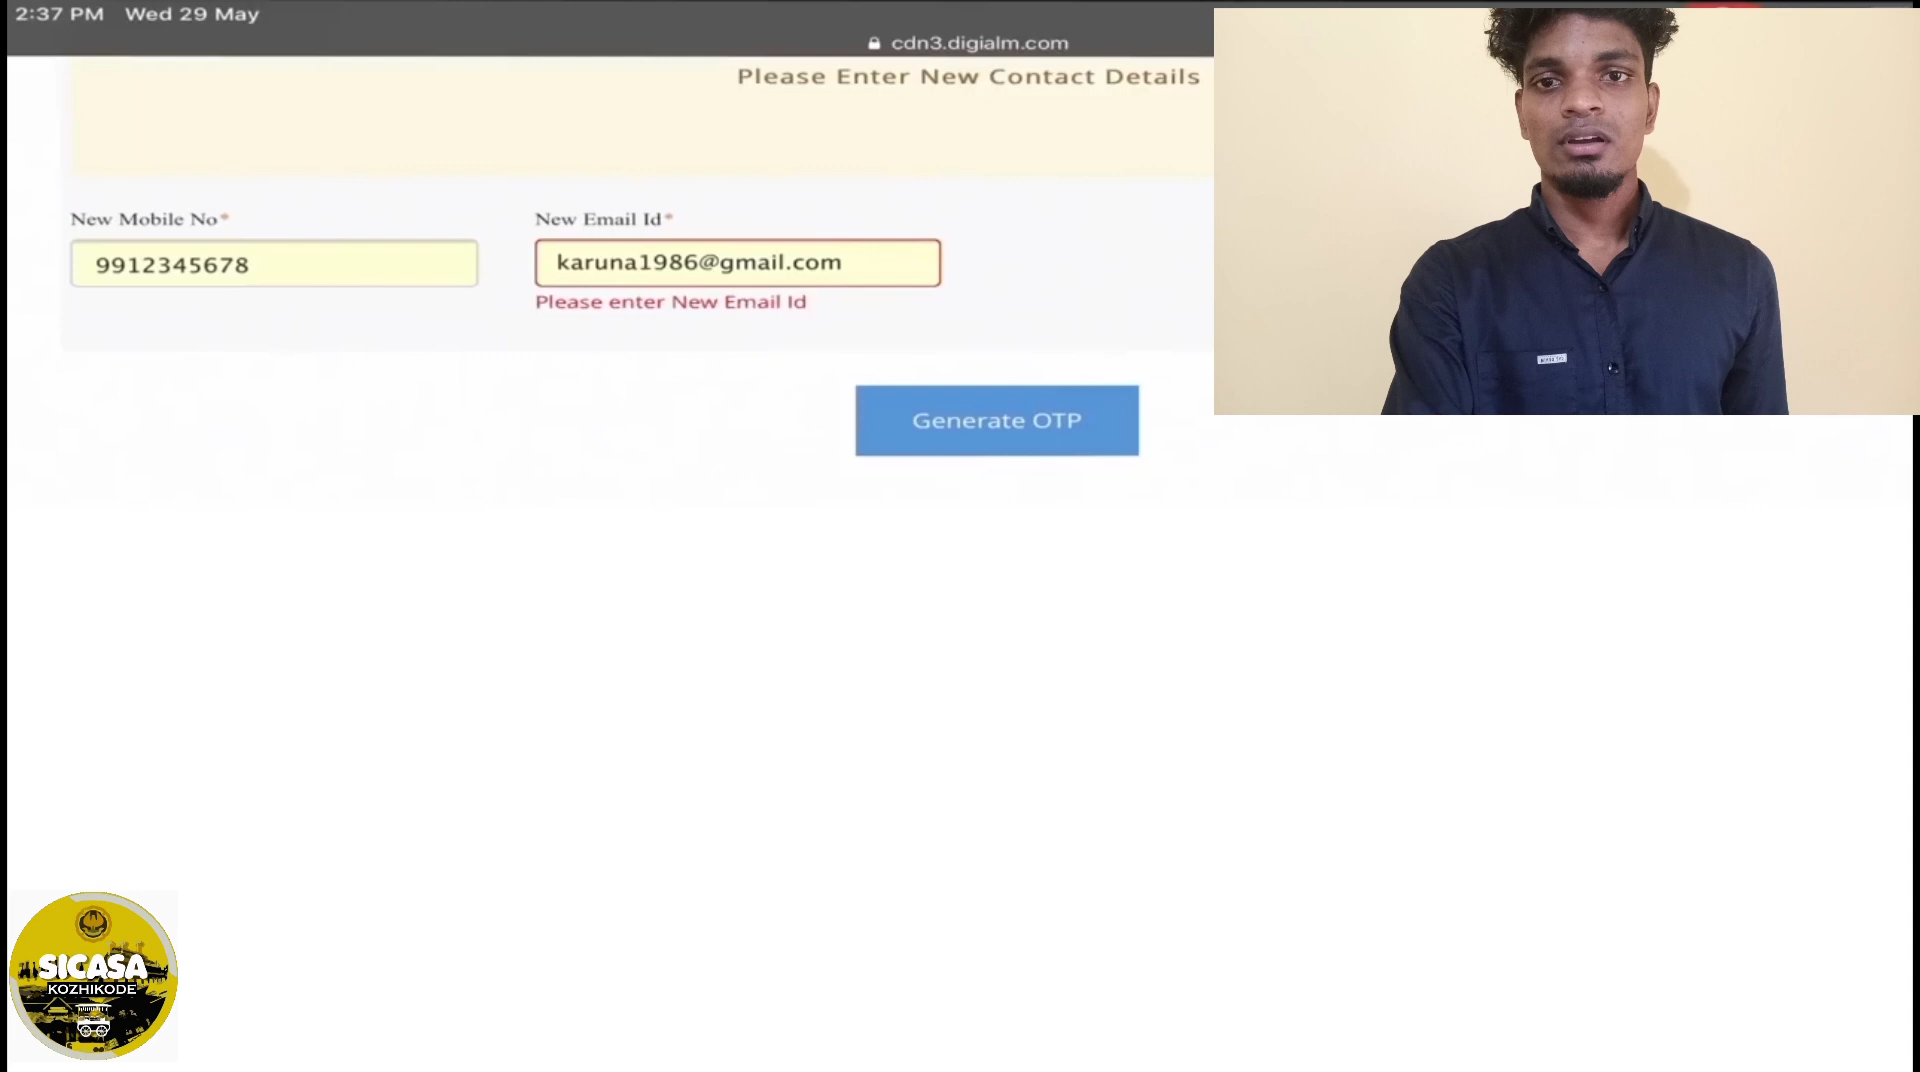 2:37 PM Wed 29 May
cdn3.digialm.com
Please Enter New Contact Details
New Mobile No*
New Email Id*
9912345678
karuna1986@gmail.com
Please enter New Email Id
Generate OTP
SICASA
KOZHIKODE